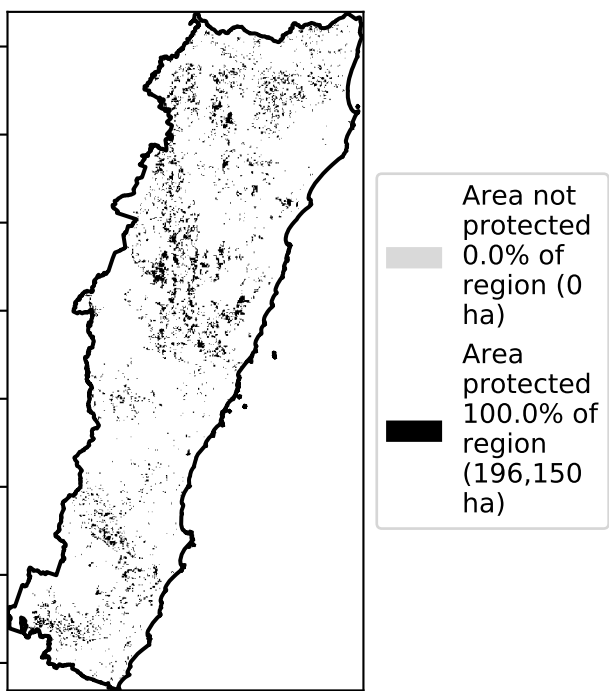 Area not
protected
0.0% of
region (0
ha)
Area
protected
100.0% of
region
(196,150
ha)